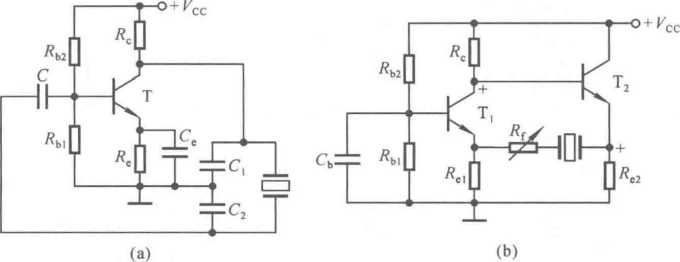 +V_CC
R_c
R_b2
C
T
C_e
R_b1
R_e
C_1
C_2
(a)
+V_CC
R_c
R_b2
T_2
+
T_1
R_f
+
C_b
R_b1
R_e1
R_e2
(b)